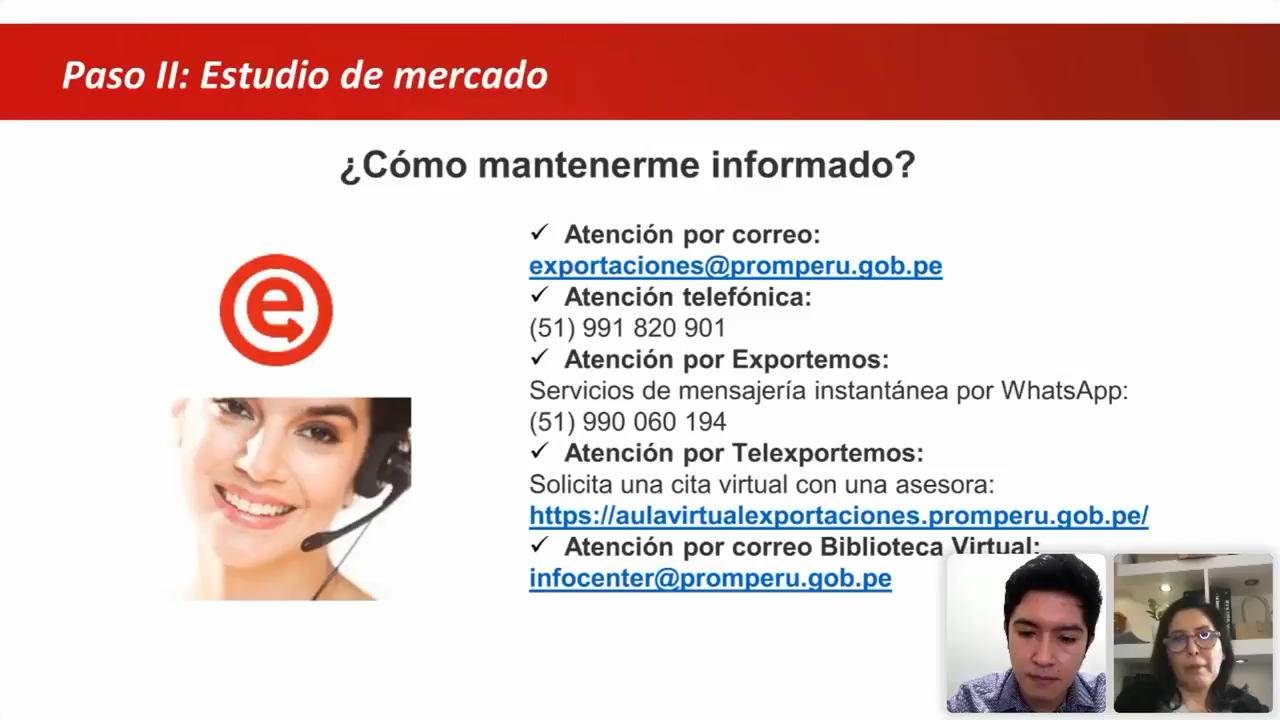 Paso II: Estudio de mercado
¿Cómo mantenerme informado?
✓ Atención por correo:
exportaciones@promperu.gob.pe
✓ Atención telefónica:
(51) 991 820 901
✓ Atención por Exportemos:
Servicios de mensajería instantánea por WhatsApp:
(51) 990 060 194
✓ Atención por Telexportemos:
Solicita una cita virtual con una asesora:
https://aulavirtualexportaciones.promperu.gob.pe/
✓ Atención por correo Biblioteca Virtual:
infocenter@promperu.gob.pe
e